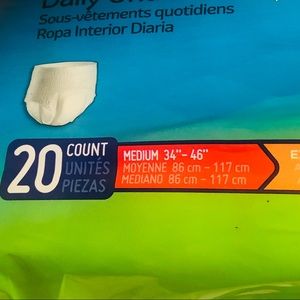 Daily
Sous-vêtements quotidiens
Ropa Interior Diaria
20 COUNT
UNITÉS
PIEZAS
MEDIUM 34"- 46"
MOYENNE 86 cm - 117 cm
MEDIANO 86 cm - 117 cm